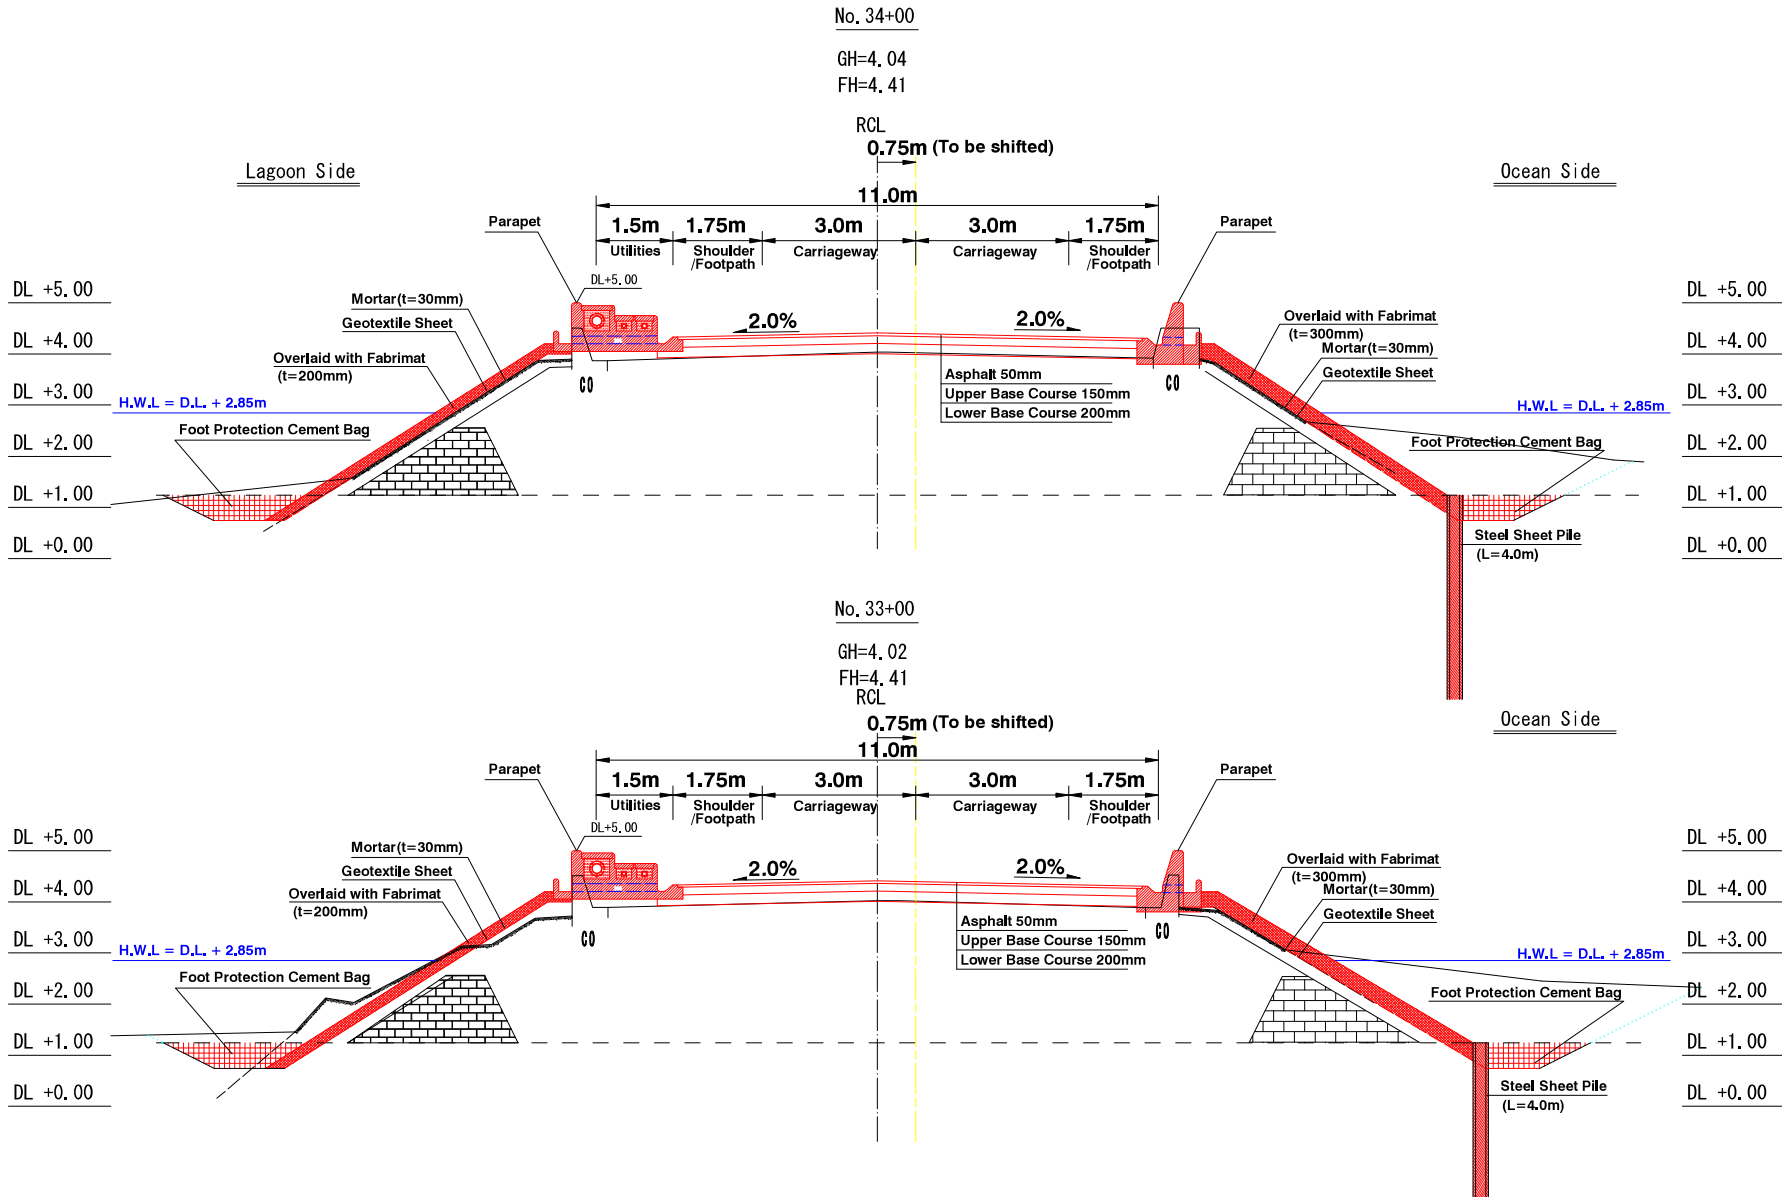 No. 34+00
GH=4. 04
FH=4. 41
RCL
0.75m (To be shifted)
Lagoon Side
Ocean Side
11.0m
Parapet
1.5m
1.75m
3.0m
3.0m
1.75m
Parapet
Utilities
Shoulder
/Footpath
Carriageway
Carriageway
Shoulder
/Footpath
DL+5. 00
DL +5. 00
DL +5. 00
Mortar(t=30mm)
Geotextile Sheet
2.0%
2.0%
Overlaid with Fabrimat
(t=300mm)
DL +4. 00
DL +4. 00
Overlaid with Fabrimat
(t=200mm)
Mortar(t=30mm)
Geotextile Sheet
CO
CO
Asphalt 50mm
Upper Base Course 150mm
Lower Base Course 200mm
DL +3. 00
DL +3. 00
H.W.L = D.L. + 2.85m
H.W.L = D.L. + 2.85m
Foot Protection Cement Bag
Foot Protection Cement Bag
DL +2. 00
DL +2. 00
DL +1. 00
DL +1. 00
Steel Sheet Pile
(L=4.0m)
DL +0. 00
DL +0. 00
No. 33+00
GH=4. 02
FH=4. 41
RCL
0.75m (To be shifted)
Ocean Side
11.0m
Parapet
1.5m
1.75m
3.0m
3.0m
1.75m
Parapet
Utilities
Shoulder
/Footpath
Carriageway
Carriageway
Shoulder
/Footpath
DL+5. 00
DL +5. 00
DL +5. 00
Mortar(t=30mm)
Geotextile Sheet
2.0%
2.0%
Overlaid with Fabrimat
(t=300mm)
DL +4. 00
DL +4. 00
Overlaid with Fabrimat
(t=200mm)
Mortar(t=30mm)
Geotextile Sheet
CO
CO
Asphalt 50mm
Upper Base Course 150mm
Lower Base Course 200mm
DL +3. 00
DL +3. 00
H.W.L = D.L. + 2.85m
H.W.L = D.L. + 2.85m
Foot Protection Cement Bag
Foot Protection Cement Bag
DL +2. 00
DL +2. 00
DL +1. 00
DL +1. 00
Steel Sheet Pile
(L=4.0m)
DL +0. 00
DL +0. 00